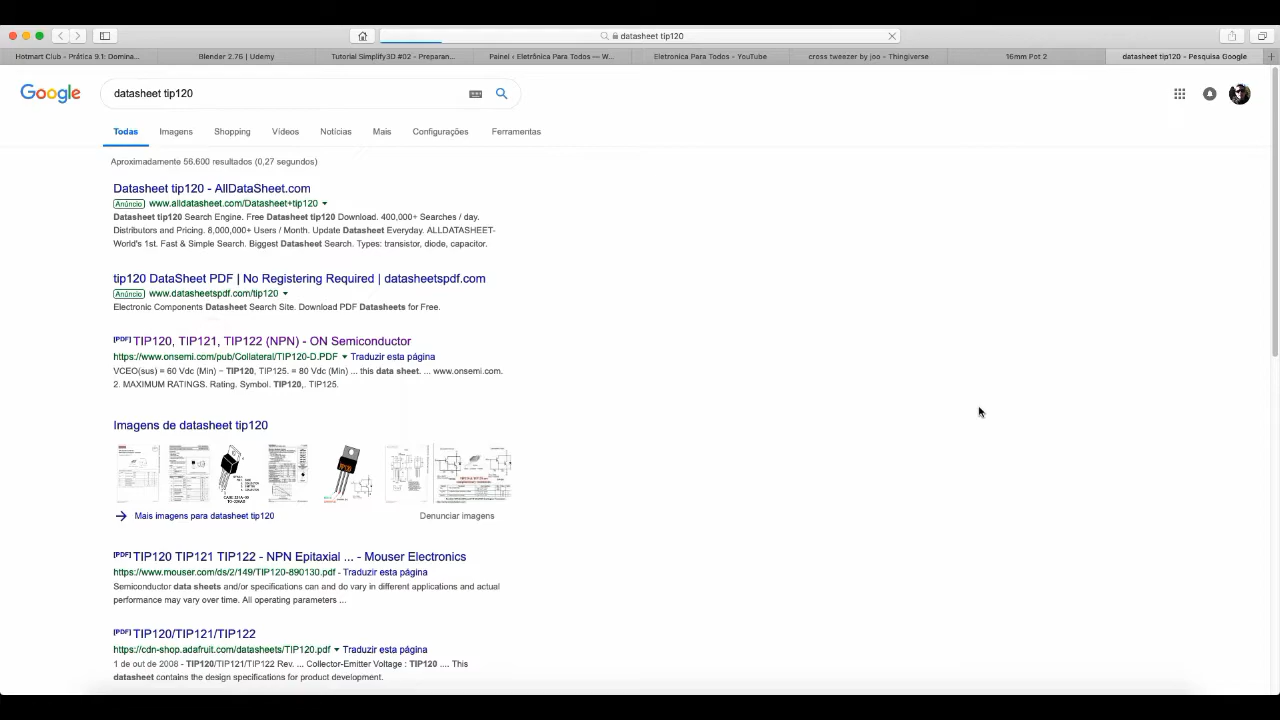 datasheet tip120
Hotmart Club - Prática 9.1: Domina...
Blender 2.76 | Udemy
Tutorial Simplify3D #02 - Preparan...
Painel ‹ Eletrônica Para Todos — W...
Eletronica Para Todos - YouTube
cross tweezer by joo - Thingiverse
16mm Pot 2
datasheet tip120 - Pesquisa Google
Google
datasheet tip120
Todas Imagens Shopping Vídeos Notícias Mais Configurações Ferramentas
Aproximadamente 56.600 resultados (0,27 segundos)
Datasheet tip120 - AllDataSheet.com
Anúncio www.alldatasheet.com/Datasheet+tip120
Datasheet tip120 Search Engine. Free Datasheet tip120 Download. 400,000+ Searches / day.
Distributors and Pricing. 8,000,000+ Users / Month. Update Datasheet Everyday. ALLDATASHEET-
World's 1st. Fast & Simple Search. Biggest Datasheet Search. Types: transistor, diode, capacitor.
tip120 DataSheet PDF | No Registering Required | datasheetspdf.com
Anúncio www.datasheetspdf.com/tip120
Electronic Components Datasheet Search Site. Download PDF Datasheets for Free.
[PDF] TIP120, TIP121, TIP122 (NPN) - ON Semiconductor
https://www.onsemi.com/pub/Collateral/TIP120-D.PDF Traduzir esta página
VCEO(sus) = 60 Vdc (Min) − TIP120, TIP125. = 80 Vdc (Min) ... this data sheet. ... www.onsemi.com.
2. MAXIMUM RATINGS. Rating. Symbol. TIP120,. TIP125.
Imagens de datasheet tip120
Mais imagens para datasheet tip120
Denunciar imagens
[PDF] TIP120 TIP121 TIP122 - NPN Epitaxial ... - Mouser Electronics
https://www.mouser.com/ds/2/149/TIP120-890130.pdf - Traduzir esta página
Semiconductor data sheets and/or specifications can and do vary in different applications and actual
performance may vary over time. All operating parameters ...
[PDF] TIP120/TIP121/TIP122
https://cdn-shop.adafruit.com/datasheets/TIP120.pdf Traduzir esta página
1 de out de 2008 - TIP120/TIP121/TIP122 Rev. ... Collector-Emitter Voltage : TIP120 .... This
datasheet contains the design specifications for product development.